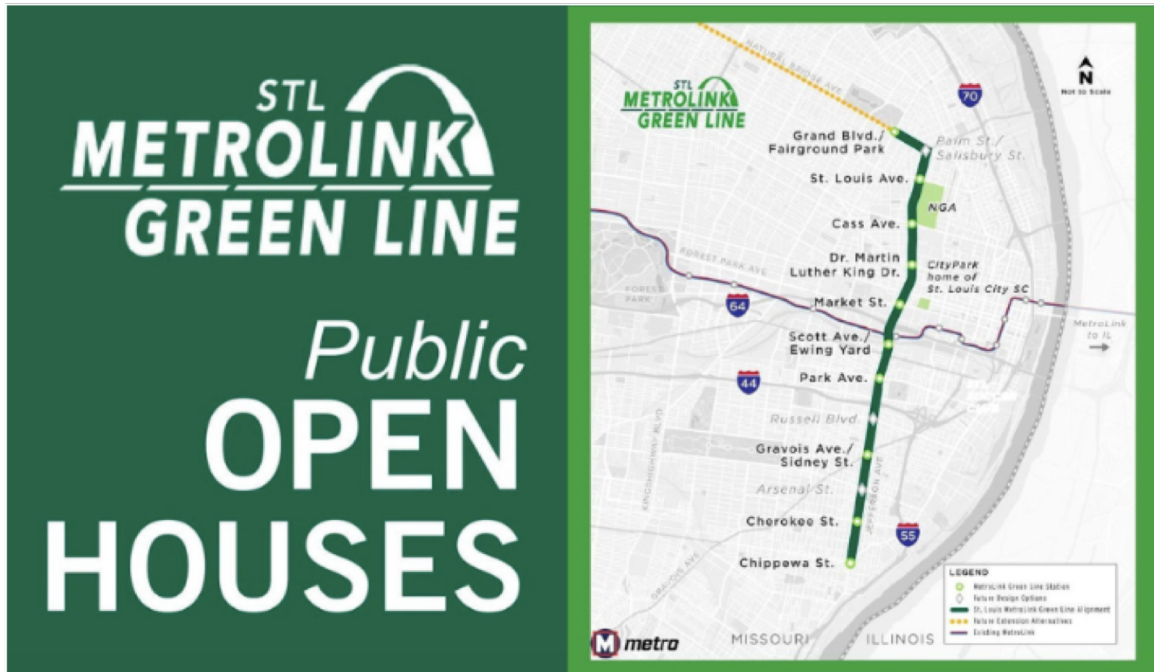 STL
METROLINK
GREEN LINE
Public
OPEN
HOUSES
STL
METROLINK
GREEN LINE
NATURAL BRIDGE AVE
70
N
Not to Scale
Grand Blvd./
Fairground Park
Palm St./
Salisbury St.
St. Louis Ave.
NGA
Cass Ave.
Dr. Martin
Luther King Dr.
CityPark
home of
St. Louis City SC
FOREST PARK AVE
FOREST
PARK
64
Market St.
MetroLink
to IL
Scott Ave./
Ewing Yard
44
Park Ave.
Russell Blvd.
KINGSHIGHWAY BLVD
Gravois Ave./
Sidney St.
Arsenal St.
JEFFERSON AVE
Cherokee St.
55
Chippewa St.
GRAVOIS AVE
LEGEND
MetroLink Green Line Station
Future Design Options
St. Louis MetroLink Green Line Alignment
Future Extension Alternatives
Existing MetroLink
M metro
MISSOURI
ILLINOIS